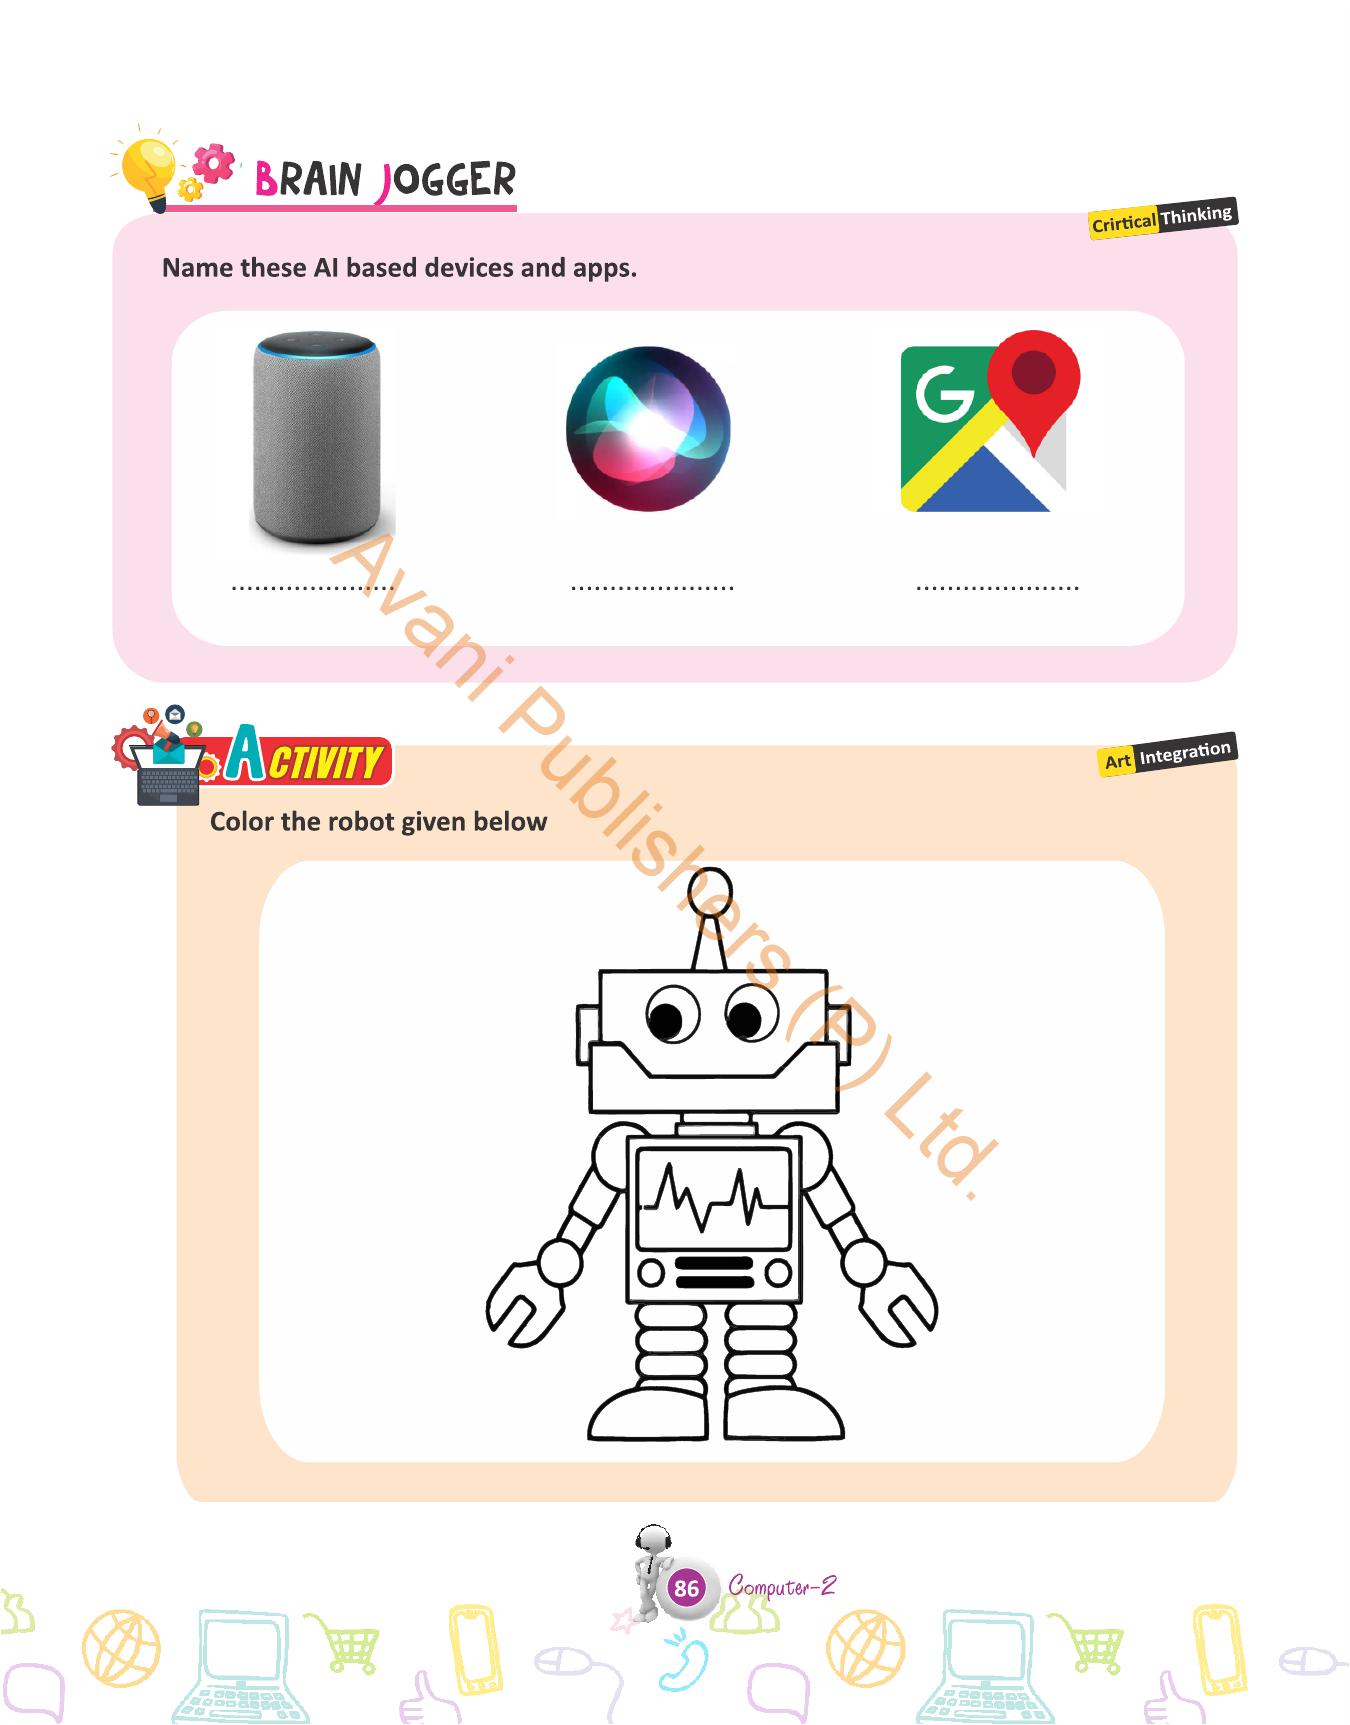 BRAIN JOGGER
Crirtical Thinking
Name these AI based devices and apps.
G
..................... ..................... .....................
ACTIVITY
Art Integration
Color the robot given below
Avani Publishers (P) Ltd.
86 Computer-2